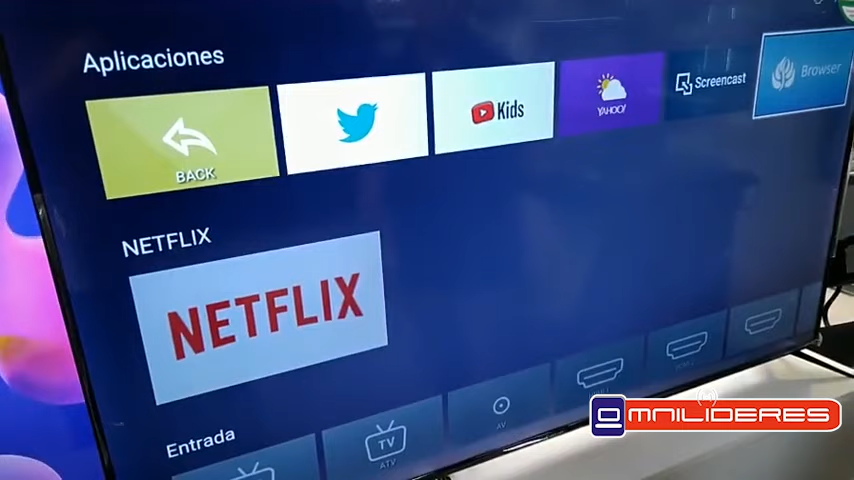 Aplicaciones
BACK
Kids
YAHOO!
Screencast
Browser
NETFLIX
NETFLIX
Entrada
TV
ATV
AV
OMNILIDERES